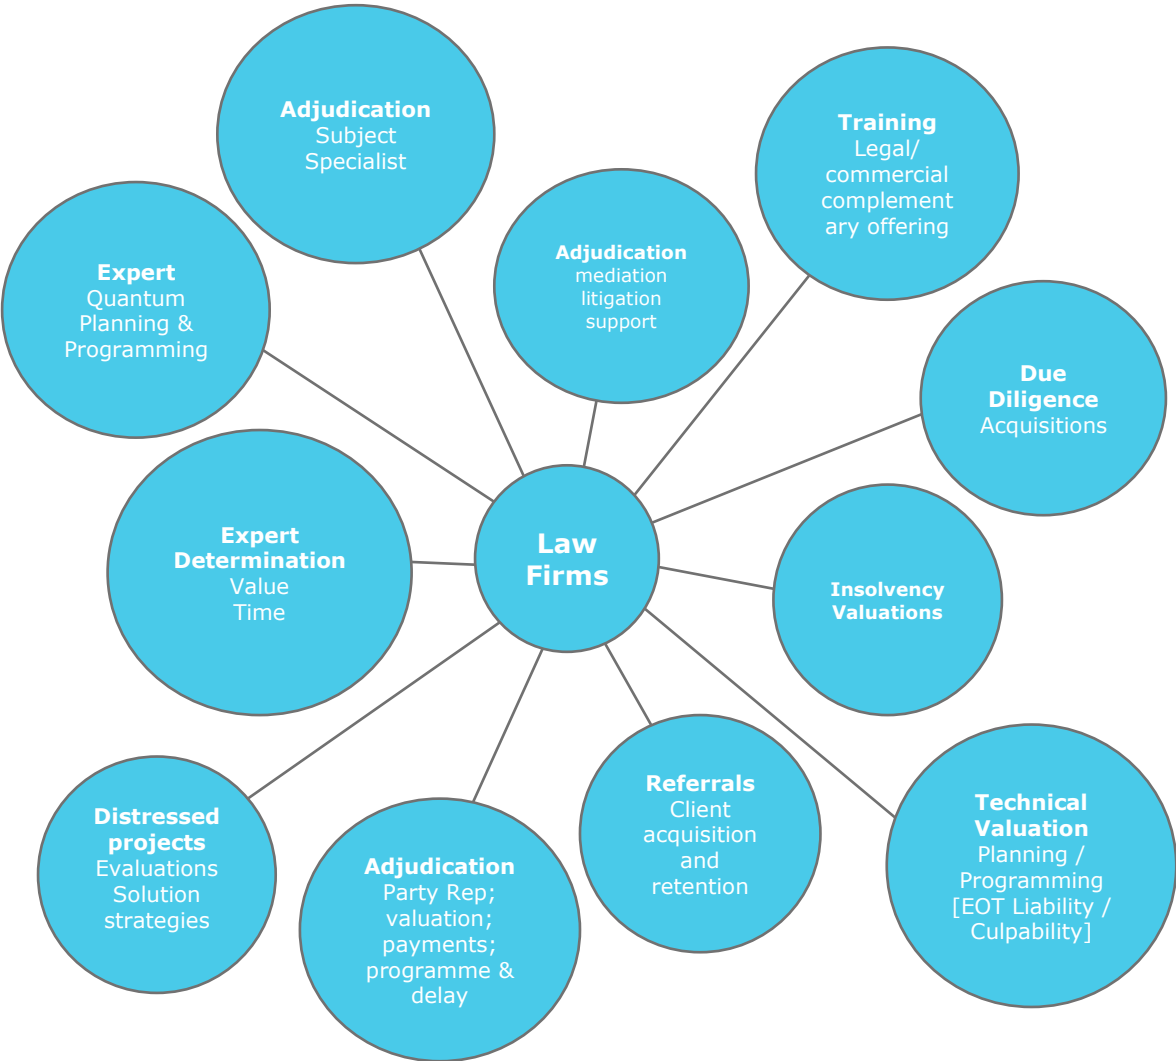 Adjudication
Subject
Specialist
Training
Legal/
commercial
complement
ary offering
Adjudication
mediation
litigation
support
Expert
Quantum
Planning &
Programming
Due
Diligence
Acquisitions
Expert
Determination
Value
Time
Law
Firms
Insolvency
Valuations
Distressed
projects
Evaluations
Solution
strategies
Adjudication
Party Rep;
valuation;
payments;
programme &
delay
Referrals
Client
acquisition
and
retention
Technical
Valuation
Planning /
Programming
[EOT Liability /
Culpability]